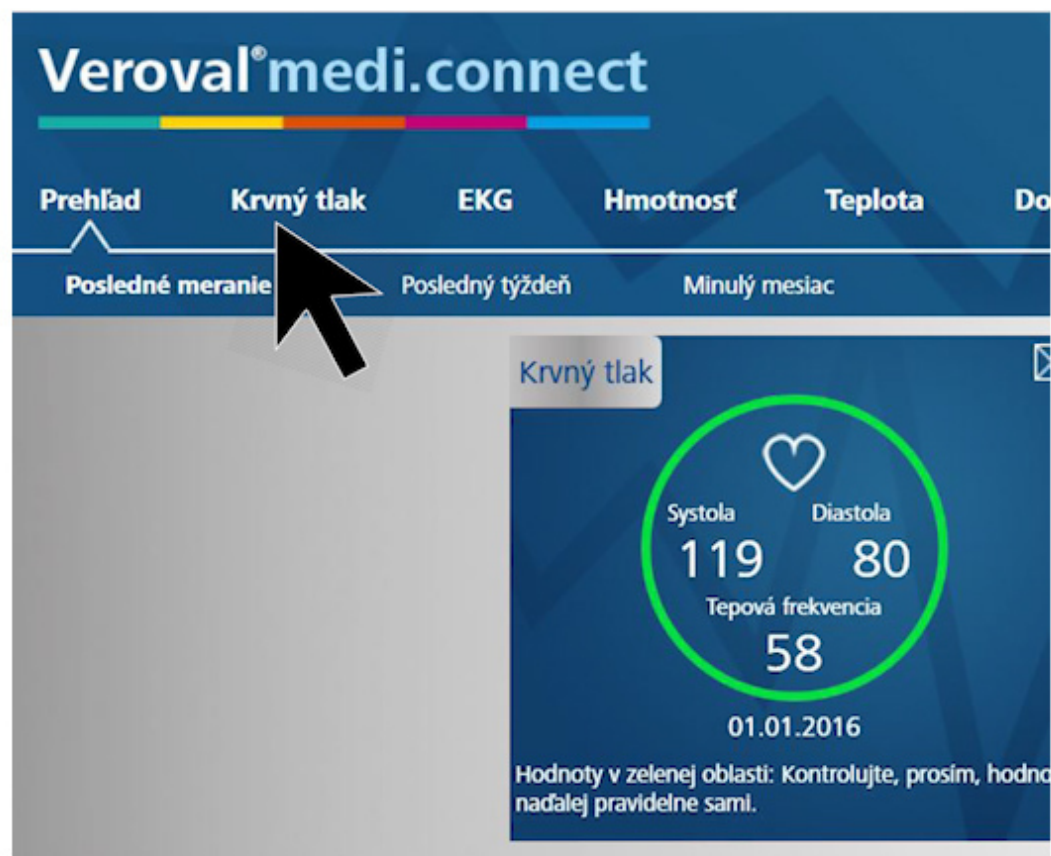 Veroval®medi.connect
Prehľad Krvný tlak EKG Hmotnosť Teplota Do
Posledné meranie Posledný týždeň Minulý mesiac
Krvný tlak
Systola Diastola
119 80
Tepová frekvencia
58
01.01.2016
Hodnoty v zelenej oblasti: Kontrolujte, prosím, hodno
naďalej pravidelne sami.